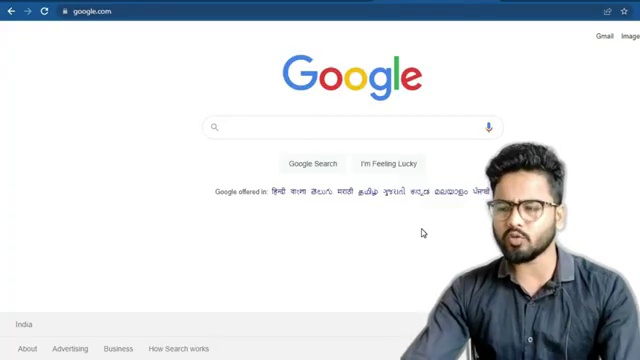 google.com
Gmail Image
Google
Google Search I'm Feeling Lucky
Google offered in: हिन्दी বাংলা తెలుగు मराठी தமிழ் ગુજરાતી ಕನ್ನಡ മലയാളം ਪੰਜਾਬੀ
India
About Advertising Business How Search works